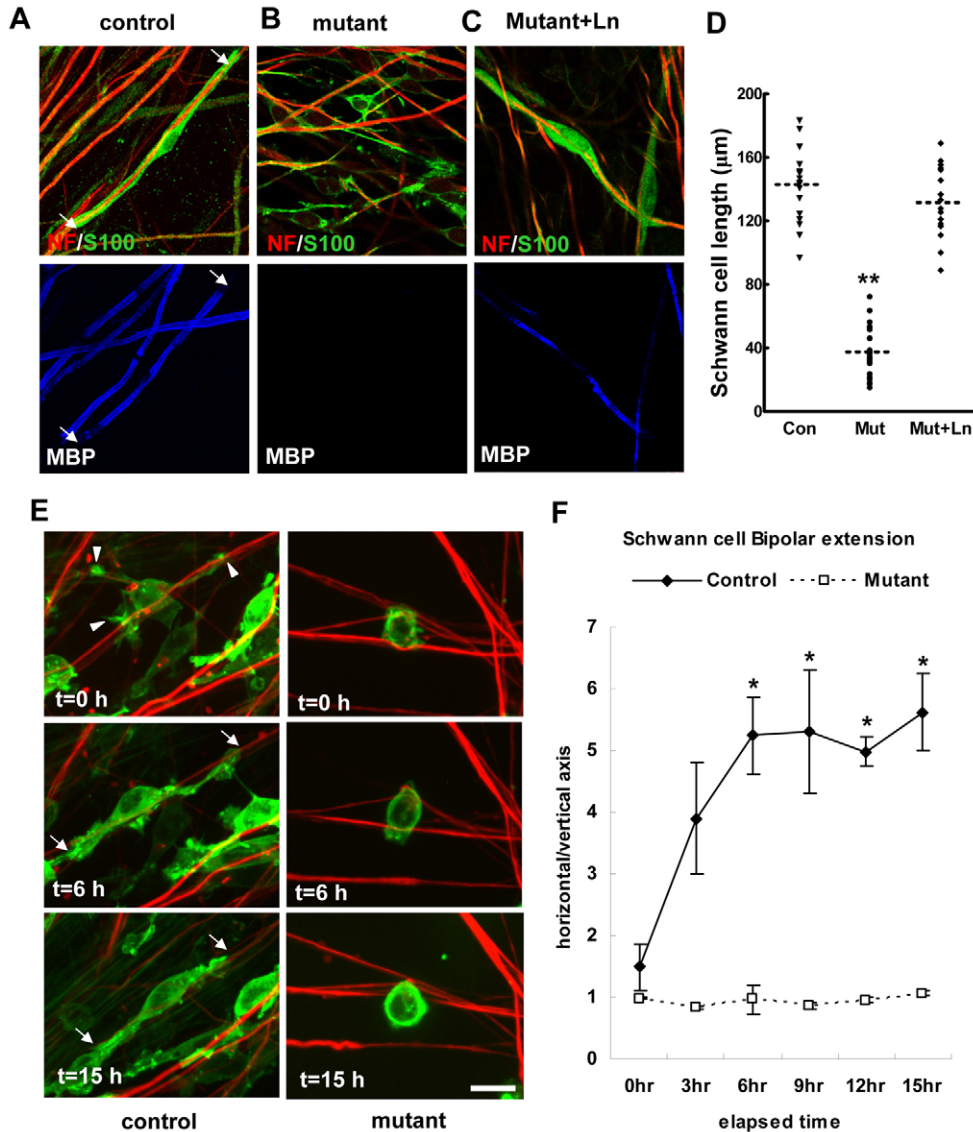 A
control
B
mutant
C
Mutant+Ln
D
NF/S100
NF/S100
NF/S100
MBP
MBP
MBP
Schwann cell length (μm)
200
160
120
80
40
0
**
Con
Mut
Mut+Ln
E
t=0 h
t=0 h
t=6 h
t=6 h
t=15 h
t=15 h
control
mutant
F
Schwann cell Bipolar extension
Control
Mutant
horizontal/vertical axis
7
6
5
4
3
2
1
0
*
*
*
*
0hr
3hr
6hr
9hr
12hr
15hr
elapsed time